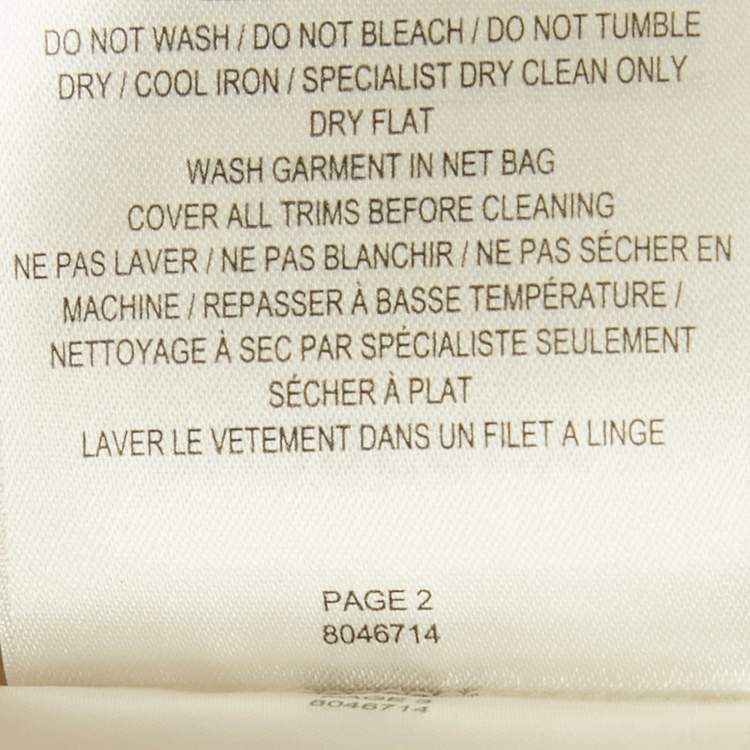 DO NOT WASH / DO NOT BLEACH / DO NOT TUMBLE
DRY / COOL IRON / SPECIALIST DRY CLEAN ONLY
DRY FLAT
WASH GARMENT IN NET BAG
COVER ALL TRIMS BEFORE CLEANING
NE PAS LAVER / NE PAS BLANCHIR / NE PAS SÉCHER EN
MACHINE / REPASSER À BASSE TEMPÉRATURE /
NETTOYAGE À SEC PAR SPÉCIALISTE SEULEMENT
SÉCHER À PLAT
LAVER LE VETEMENT DANS UN FILET A LINGE
PAGE 2
8046714
PAGE 3
8046714